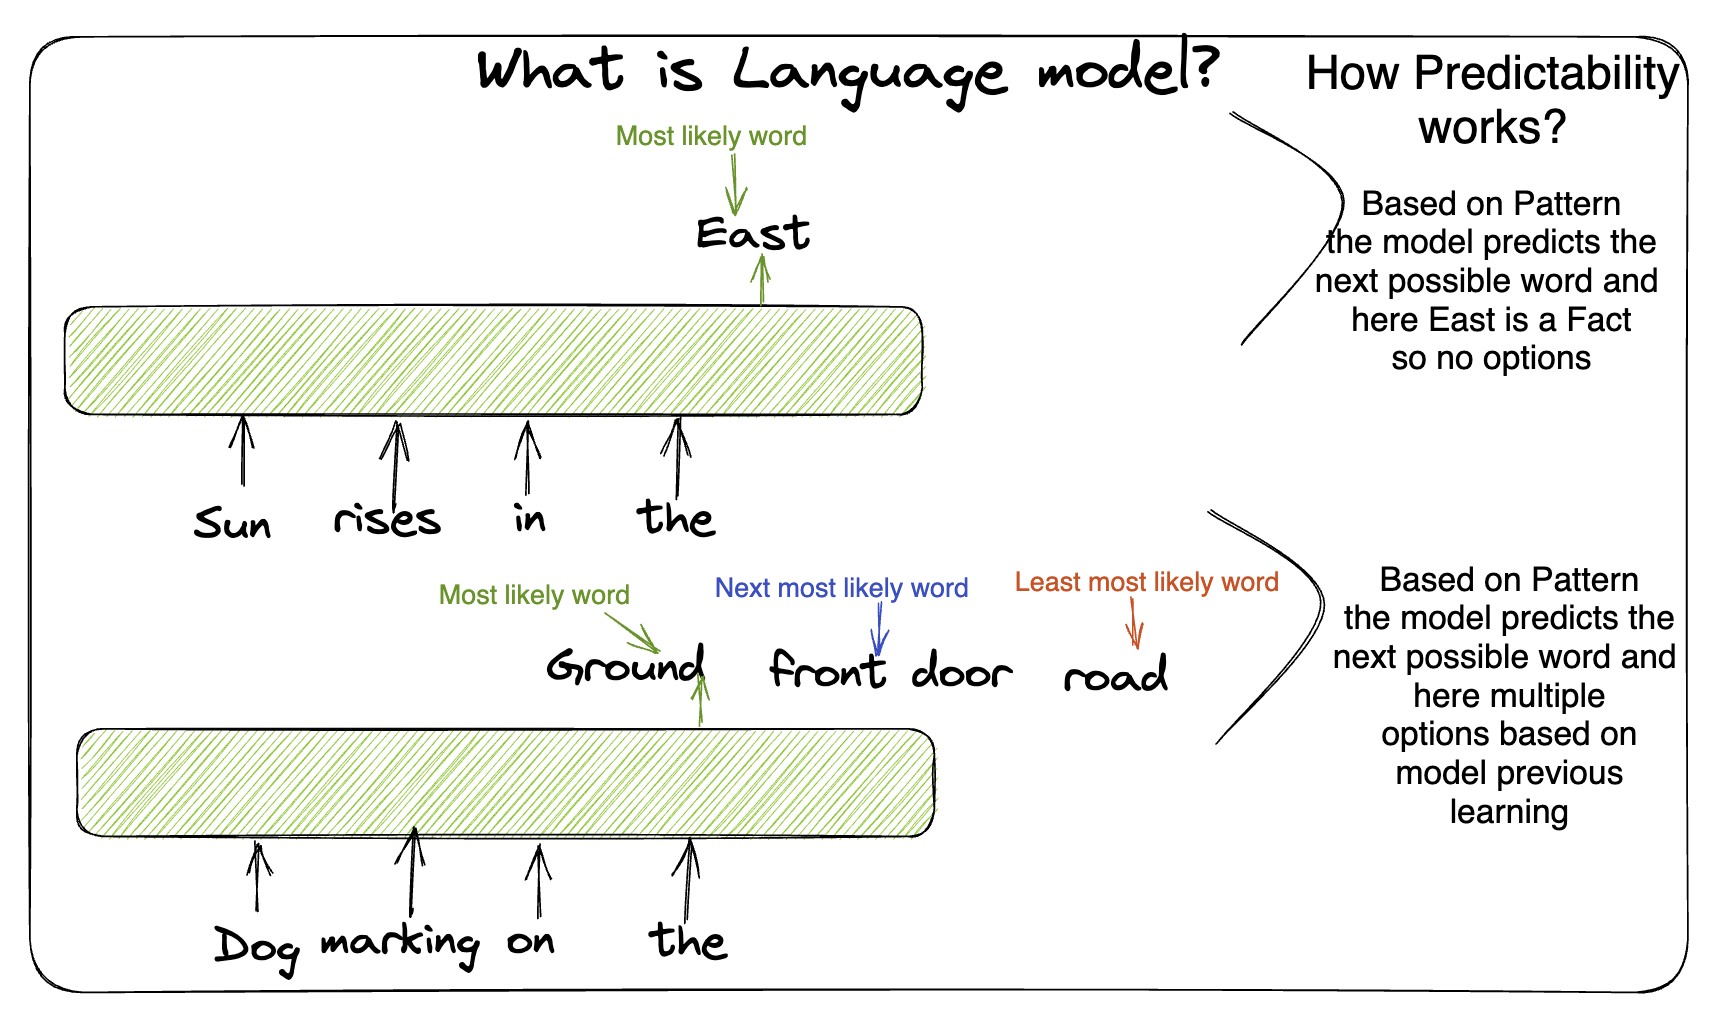 What is Language model?
How Predictability
works?
Most likely word
East
Based on Pattern
the model predicts the
next possible word and
here East is a Fact
so no options
Sun rises in the
Most likely word
Next most likely word
Least most likely word
Ground
front door
road
Based on Pattern
the model predicts the
next possible word and
here multiple
options based on
model previous
learning
Dog marking on the